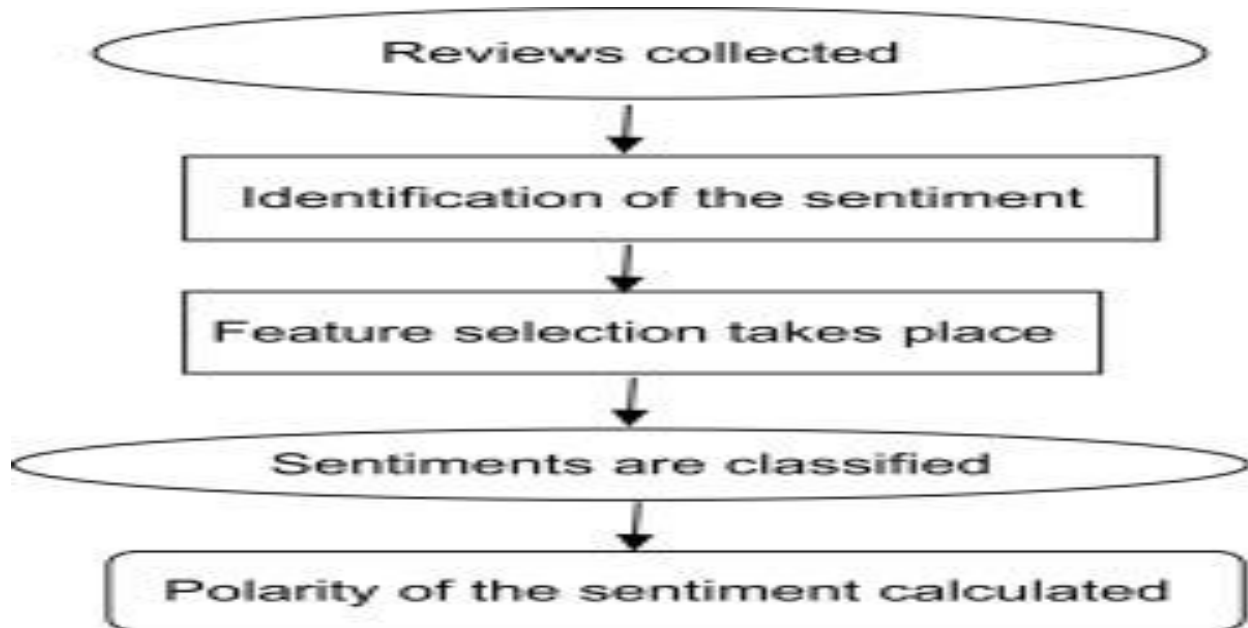 Reviews collected
Identification of the sentiment
Feature selection takes place
Sentiments are classified
Polarity of the sentiment calculated